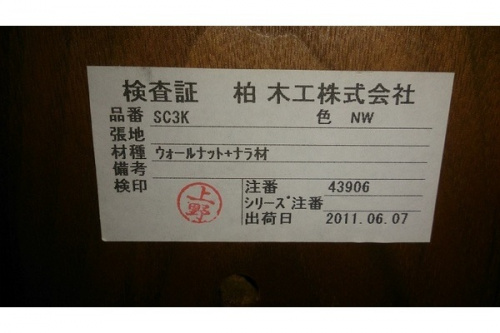 検査証 柏木工株式会社
品番 SC3K 色 NW
張地
材種 ウォールナット+ナラ材
備考
検印 上野
注番 43906
シリーズ注番
出荷日 2011.06.07